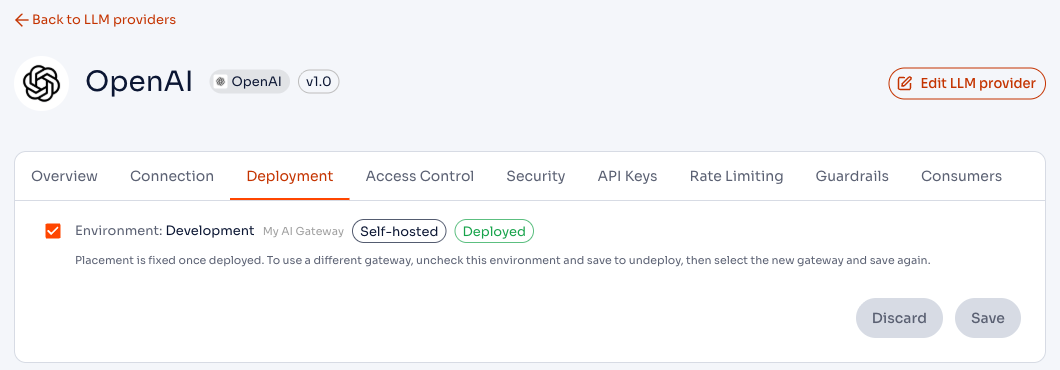 Back to LLM providers
OpenAI OpenAI v1.0
Edit LLM provider
Overview Connection Deployment Access Control Security API Keys Rate Limiting Guardrails Consumers
Environment: Development My AI Gateway Self-hosted Deployed
Placement is fixed once deployed. To use a different gateway, uncheck this environment and save to undeploy, then select the new gateway and save again.
Discard Save